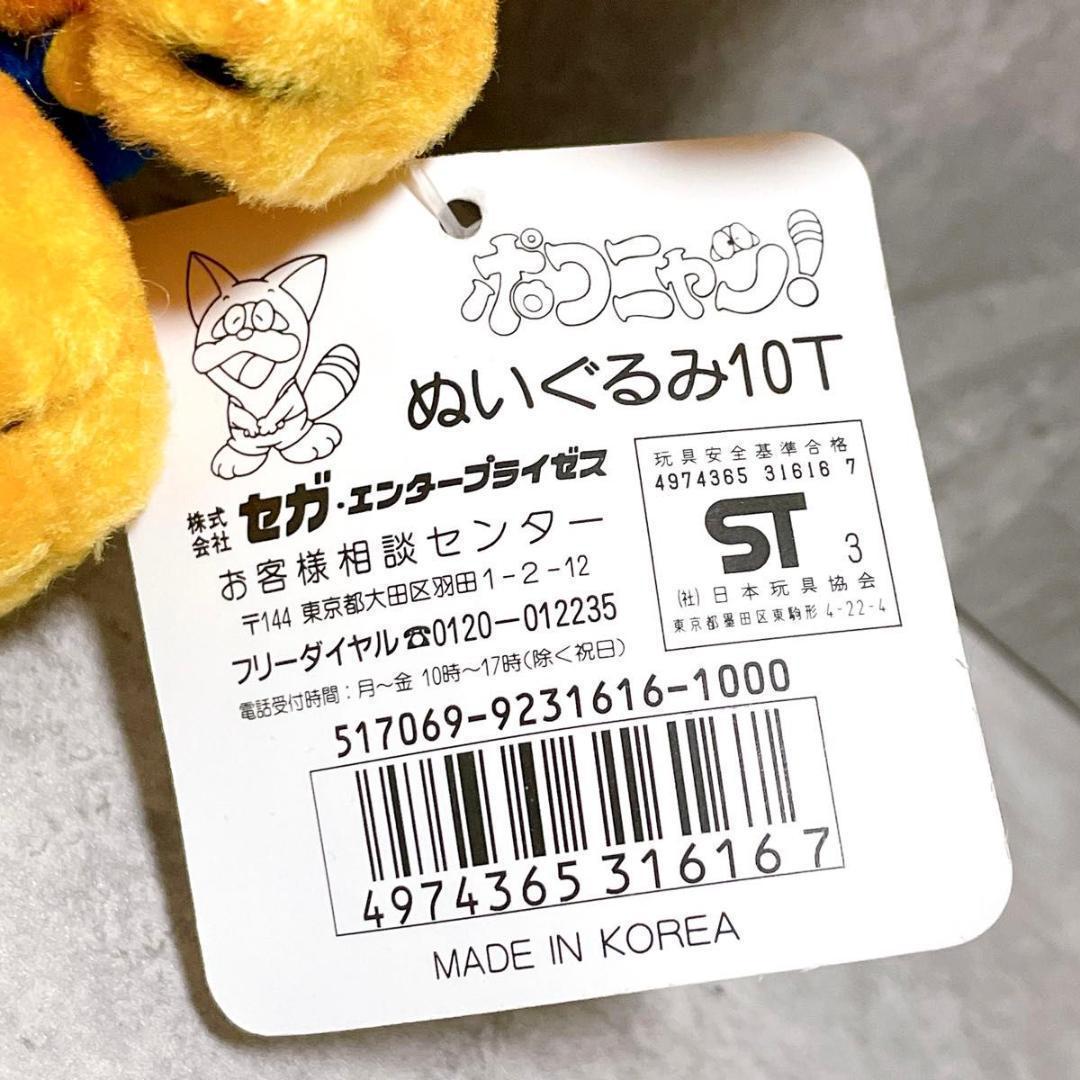 ポコニャン!
ぬいぐるみ10T
株式会社 セガ・エンタープライゼス
お客様相談センター
〒144 東京都大田区羽田1-2-12
フリーダイヤル☎0120-012235
電話受付時間：月〜金 10時〜17時(除く祝日)
玩具安全基準合格
4974365 31616 7
ST 3
(社)日本玩具協会
東京都墨田区東駒形 4-22-4
517069-9231616-1000
4974365316167
MADE IN KOREA